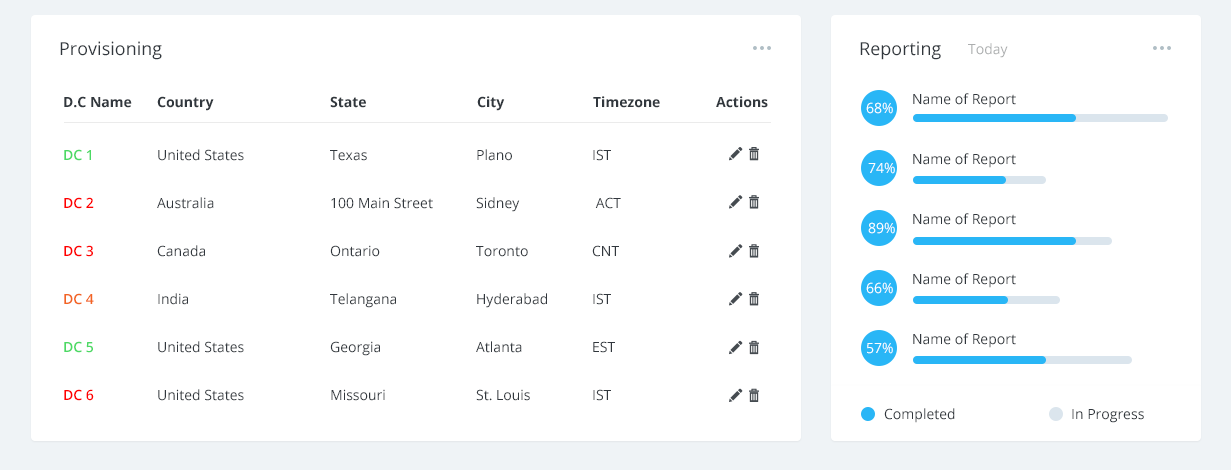 Provisioning
D.C Name Country State City Timezone Actions
DC 1 United States Texas Plano IST
DC 2 Australia 100 Main Street Sidney ACT
DC 3 Canada Ontario Toronto CNT
DC 4 India Telangana Hyderabad IST
DC 5 United States Georgia Atlanta EST
DC 6 United States Missouri St. Louis IST
Reporting Today
68% Name of Report
74% Name of Report
89% Name of Report
66% Name of Report
57% Name of Report
Completed In Progress